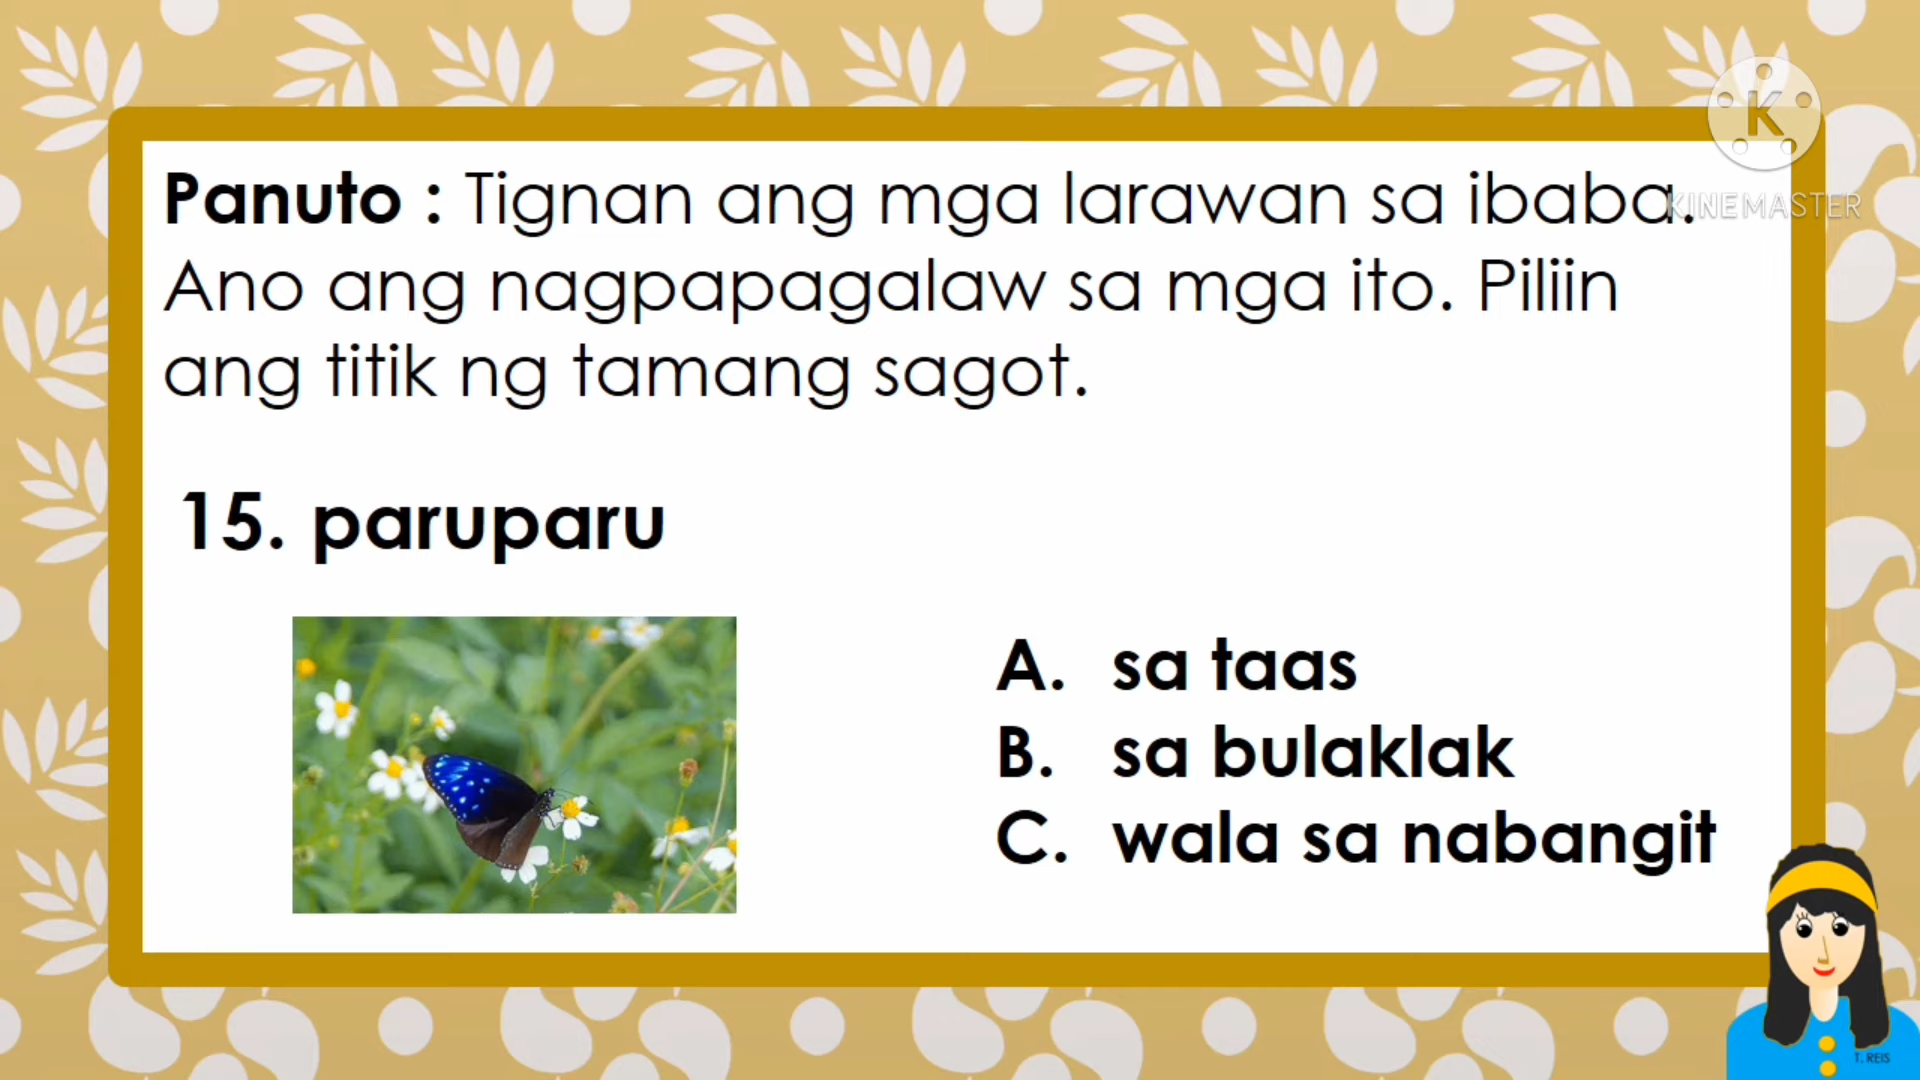 K
KINEMASTER
Panuto : Tignan ang mga larawan sa ibaba.
Ano ang nagpapagalaw sa mga ito. Piliin
ang titik ng tamang sagot.
15. paruparu
A. sa taas
B. sa bulaklak
C. wala sa nabangit
T. REIS